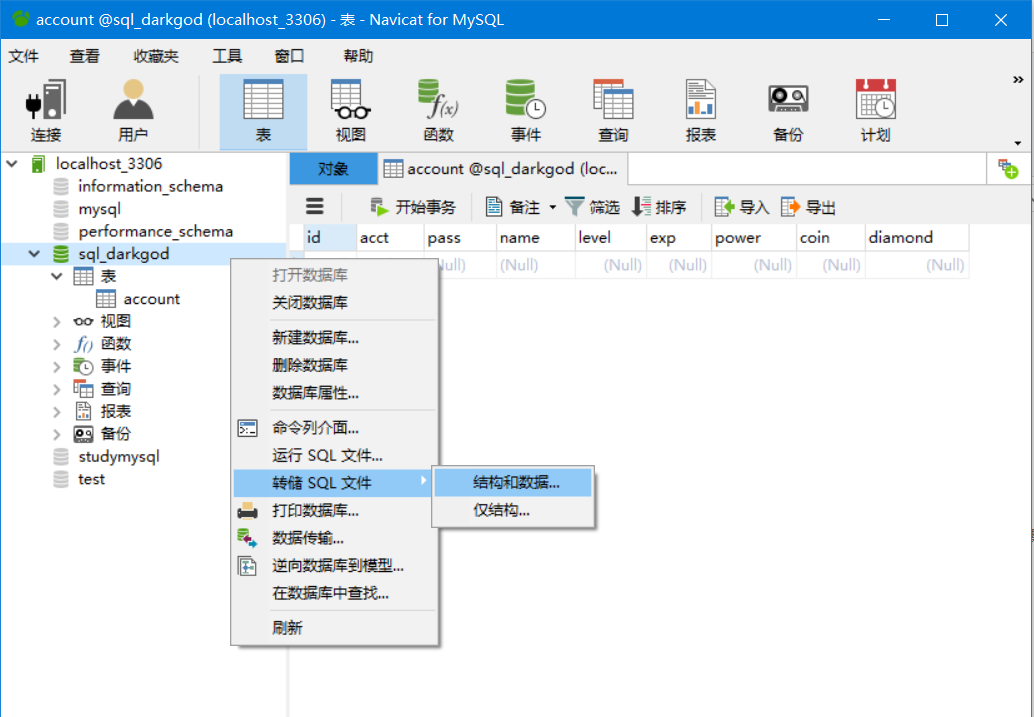 account @sql_darkgod (localhost_3306) - 表 - Navicat for MySQL
文件 查看 收藏夹 工具 窗口 帮助
连接 用户 表 视图 函数 事件 查询 报表 备份 计划
localhost_3306
information_schema
mysql
performance_schema
sql_darkgod
表
account
视图
函数
事件
查询
报表
备份
studymysql
test
对象 account @sql_darkgod (loc...
开始事务 备注 筛选 排序 导入 导出
id acct pass name level exp power coin diamond
(Null) (Null) (Null) (Null) (Null) (Null)
打开数据库
关闭数据库
新建数据库...
删除数据库
数据库属性...
命令列介面...
运行 SQL 文件...
转储 SQL 文件
打印数据库...
数据传输...
逆向数据库到模型...
在数据库中查找...
刷新
结构和数据...
仅结构...